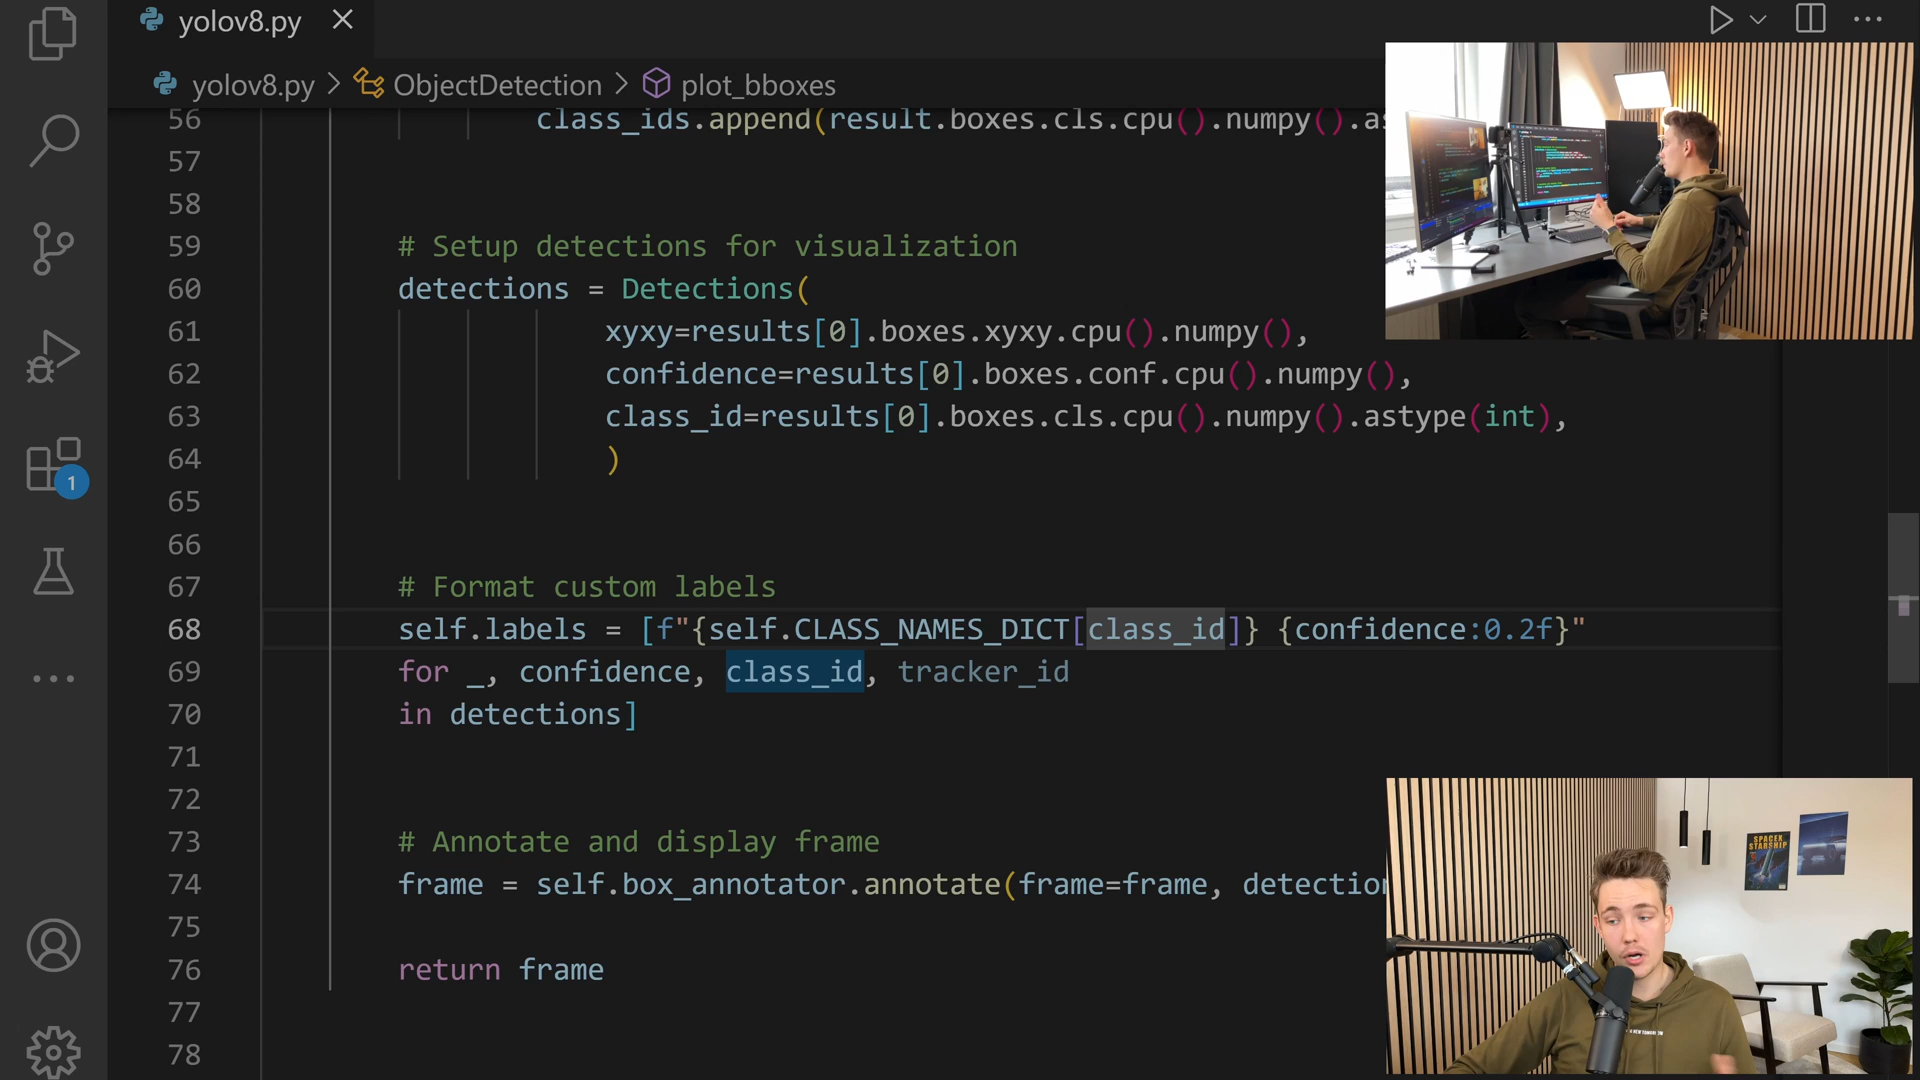 yolov8.py
yolov8.py > ObjectDetection > plot_bboxes
56 class_ids.append(result.boxes.cls.cpu().numpy().as
57
58
59 # Setup detections for visualization
60 detections = Detections(
61 xyxy=results[0].boxes.xyxy.cpu().numpy(),
62 confidence=results[0].boxes.conf.cpu().numpy(),
63 class_id=results[0].boxes.cls.cpu().numpy().astype(int),
64 )
65
66
67 # Format custom labels
68 self.labels = [f"{self.CLASS_NAMES_DICT[class_id]} {confidence:0.2f}"
69 for _, confidence, class_id, tracker_id
70 in detections]
71
72
73 # Annotate and display frame
74 frame = self.box_annotator.annotate(frame=frame, detection
75
76 return frame
77
78
1
SPACEX
STARSHIP